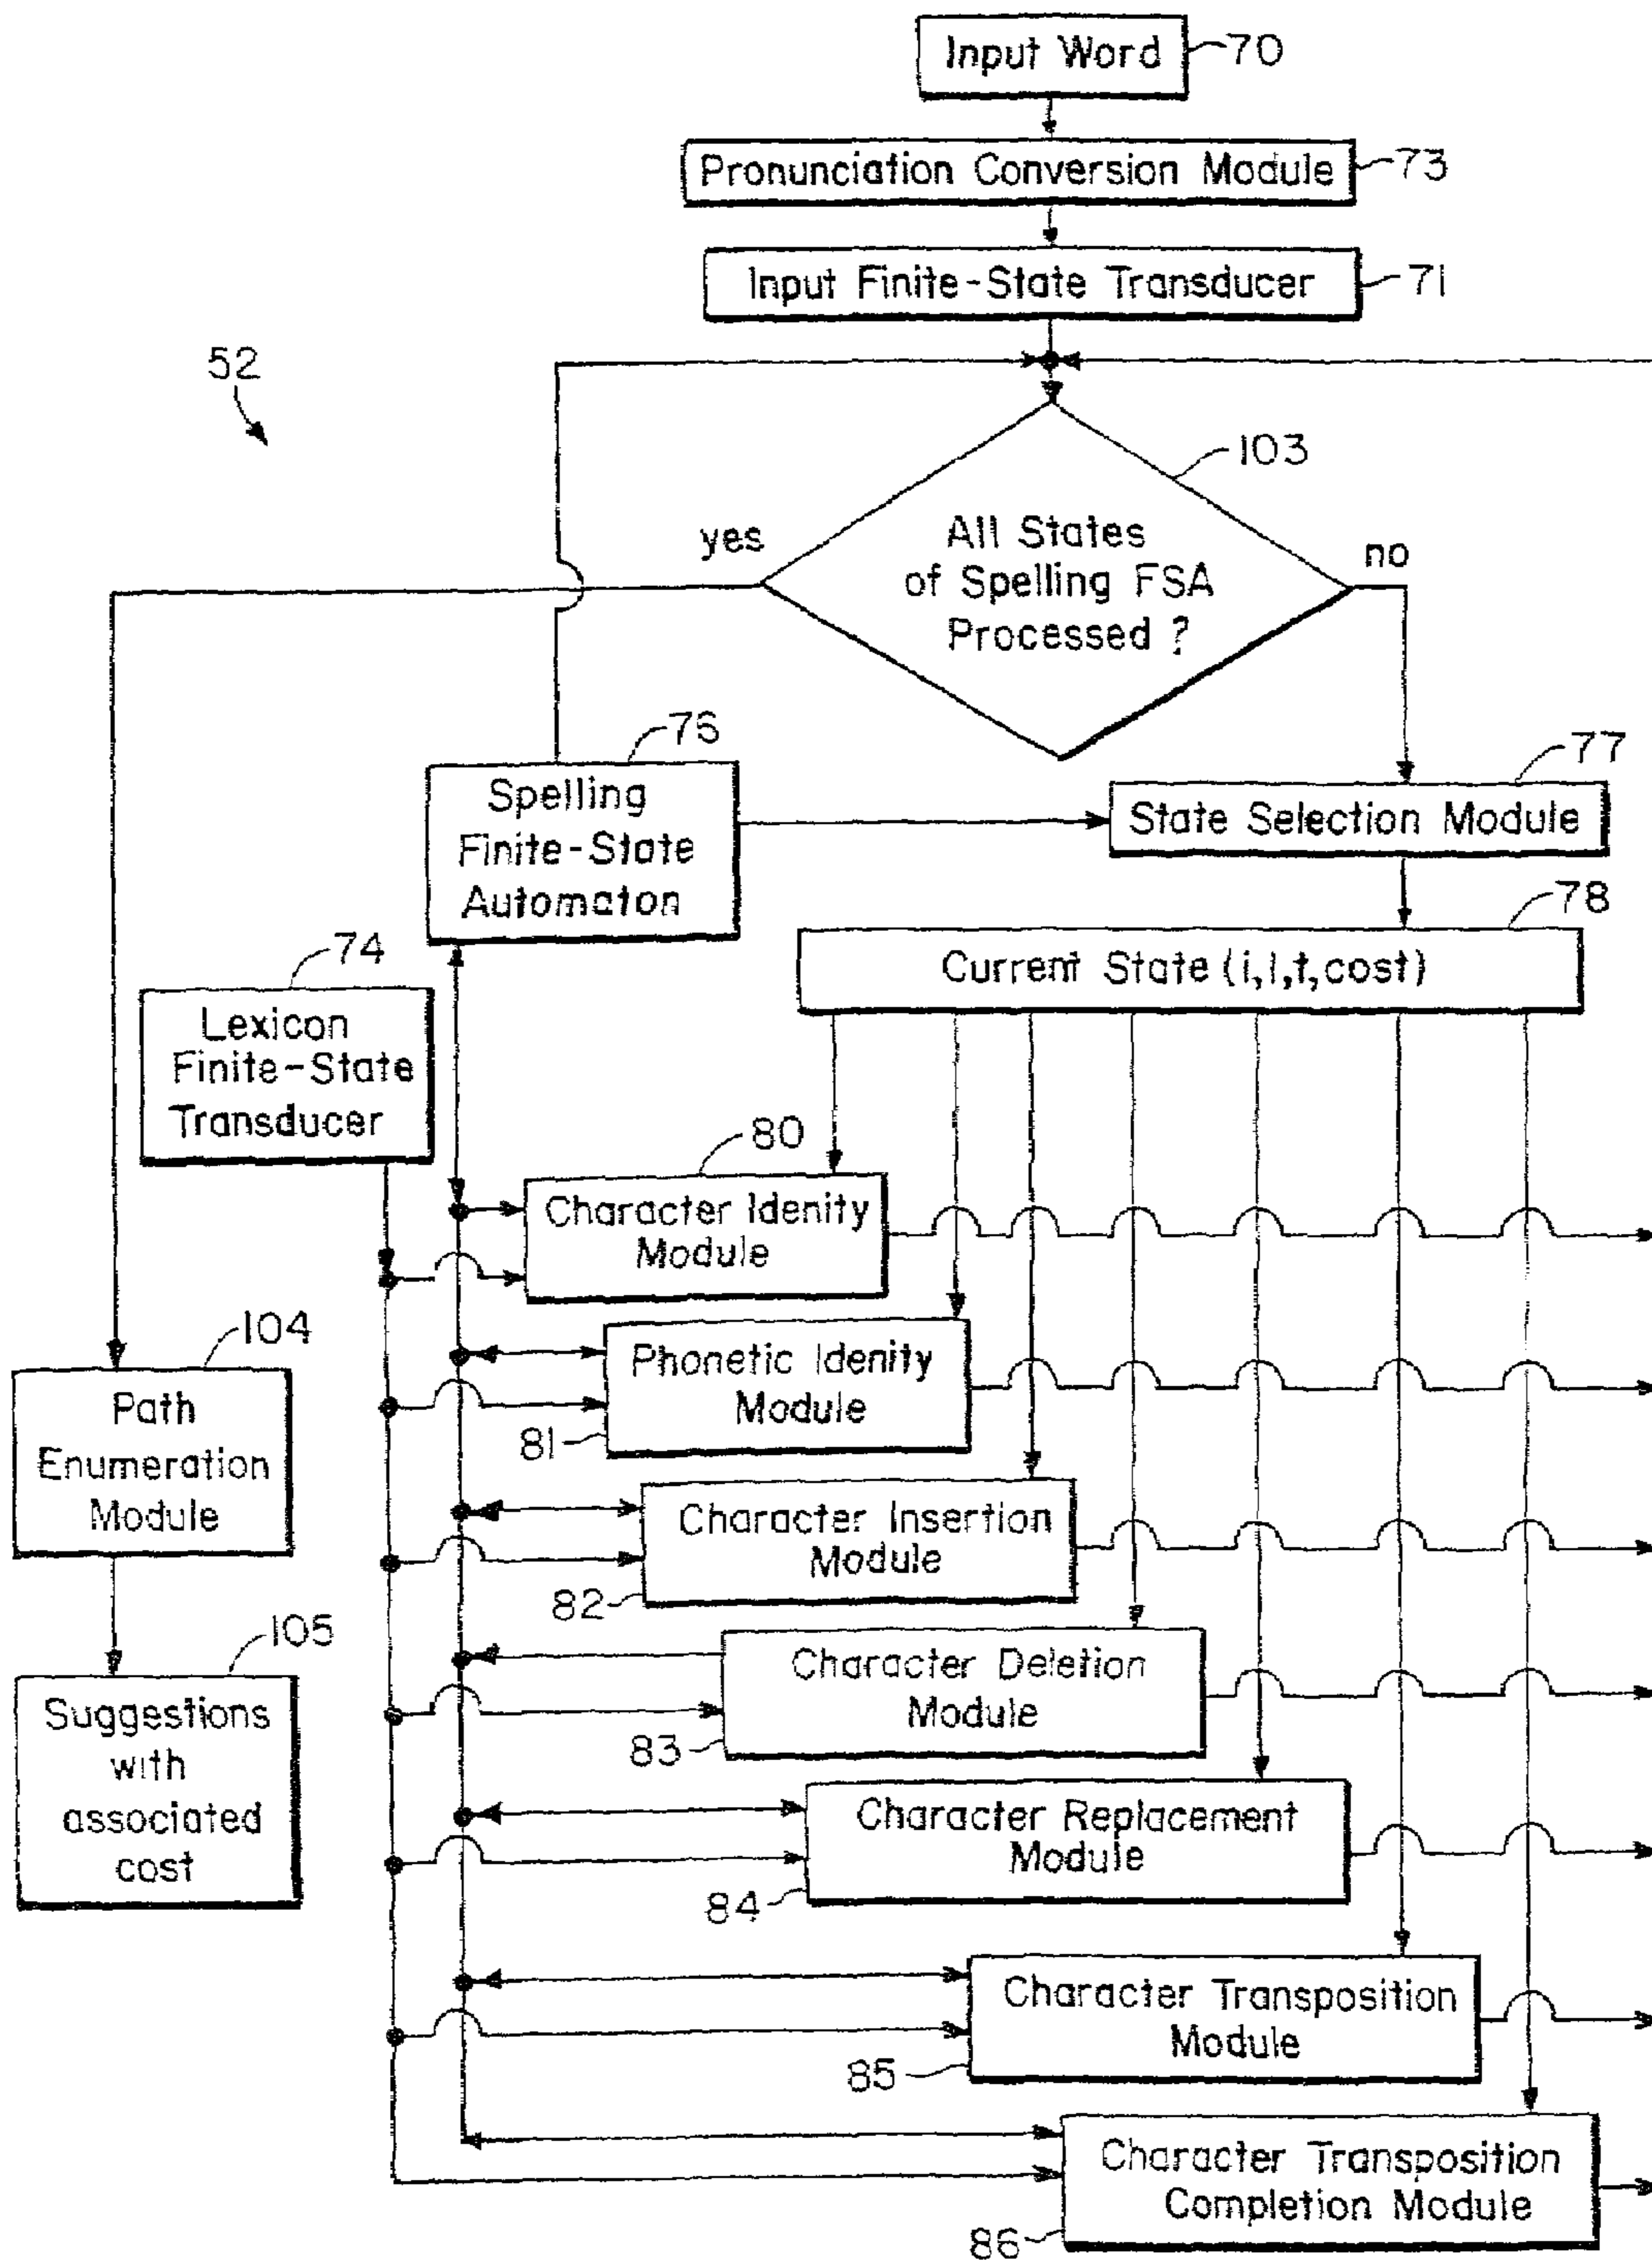 Input Word
70
Pronunciation Conversion Module
73
Input Finite-State Transducer
71
52
103
yes
All States
of Spelling FSA
Processed ?
no
76
Spelling
Finite-State
Automaton
77
State Selection Module
78
Current State (i,l,t,cost)
74
Lexicon
Finite-State
Transducer
80
Character Idenity
Module
104
Path
Enumeration
Module
Phonetic Idenity
Module
81
Character Insertion
Module
82
105
Suggestions
with
associated
cost
Character Deletion
Module
83
Character Replacement
Module
84
Character Transposition
Module
85
Character Transposition
Completion Module
86